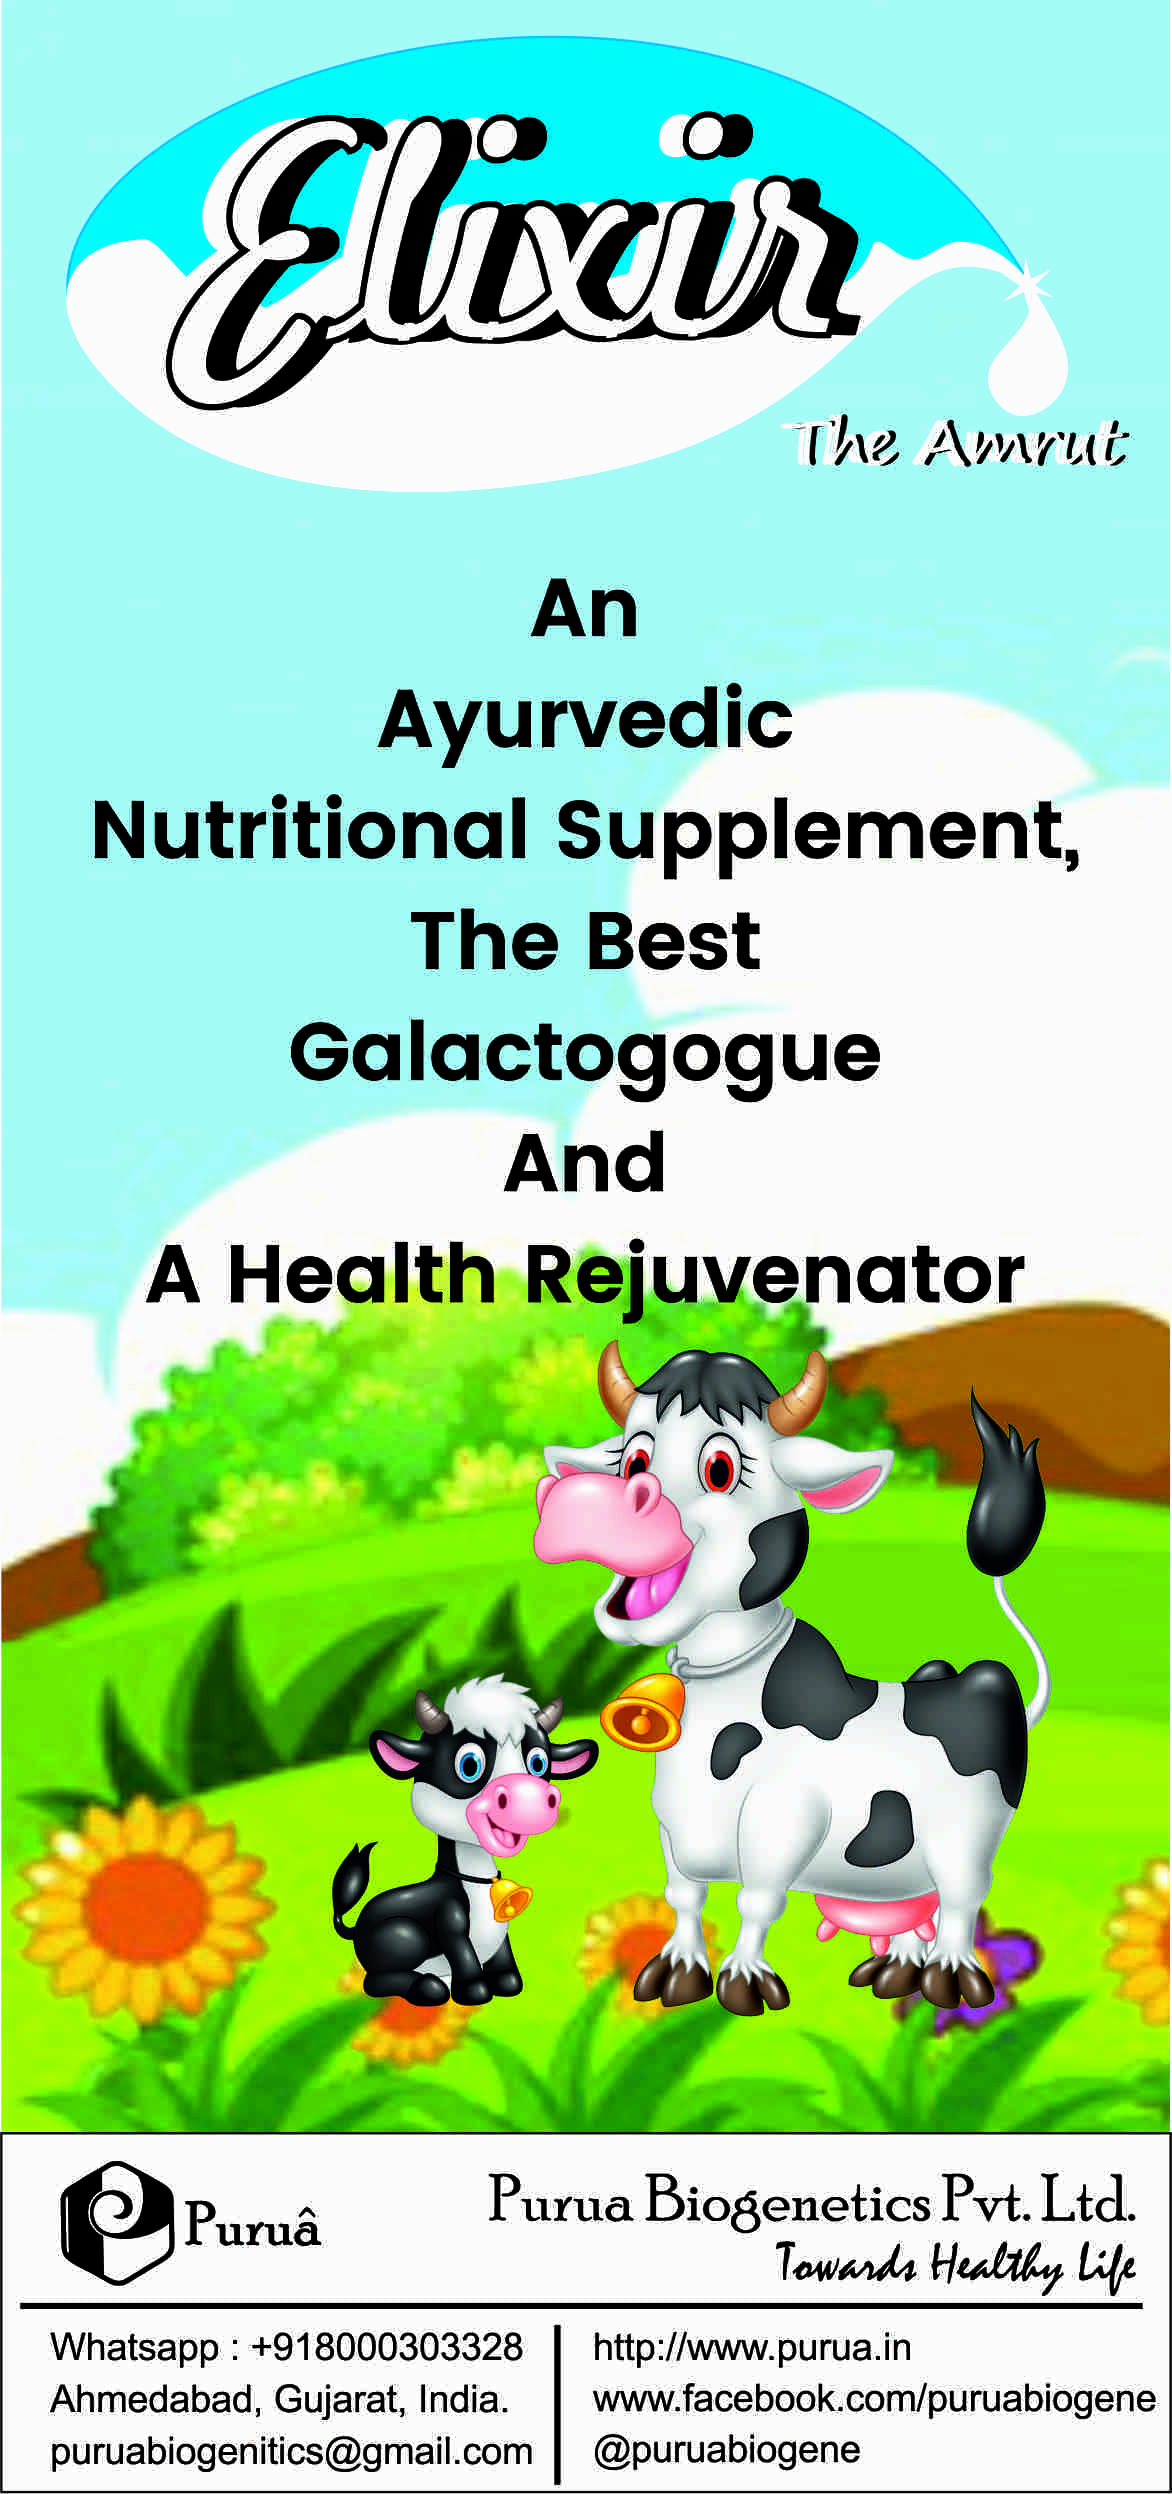 Elixir
The Amrut
An
Ayurvedic
Nutritional Supplement,
The Best
Galactogogue
And
A Health Rejuvenator
Puruâ
Purua Biogenetics Pvt. Ltd.
Towards Healthy Life
Whatsapp : +918000303328
Ahmedabad, Gujarat, India.
puruabiogenitics@gmail.com
http://www.purua.in
www.facebook.com/puruabiogene
@puruabiogene